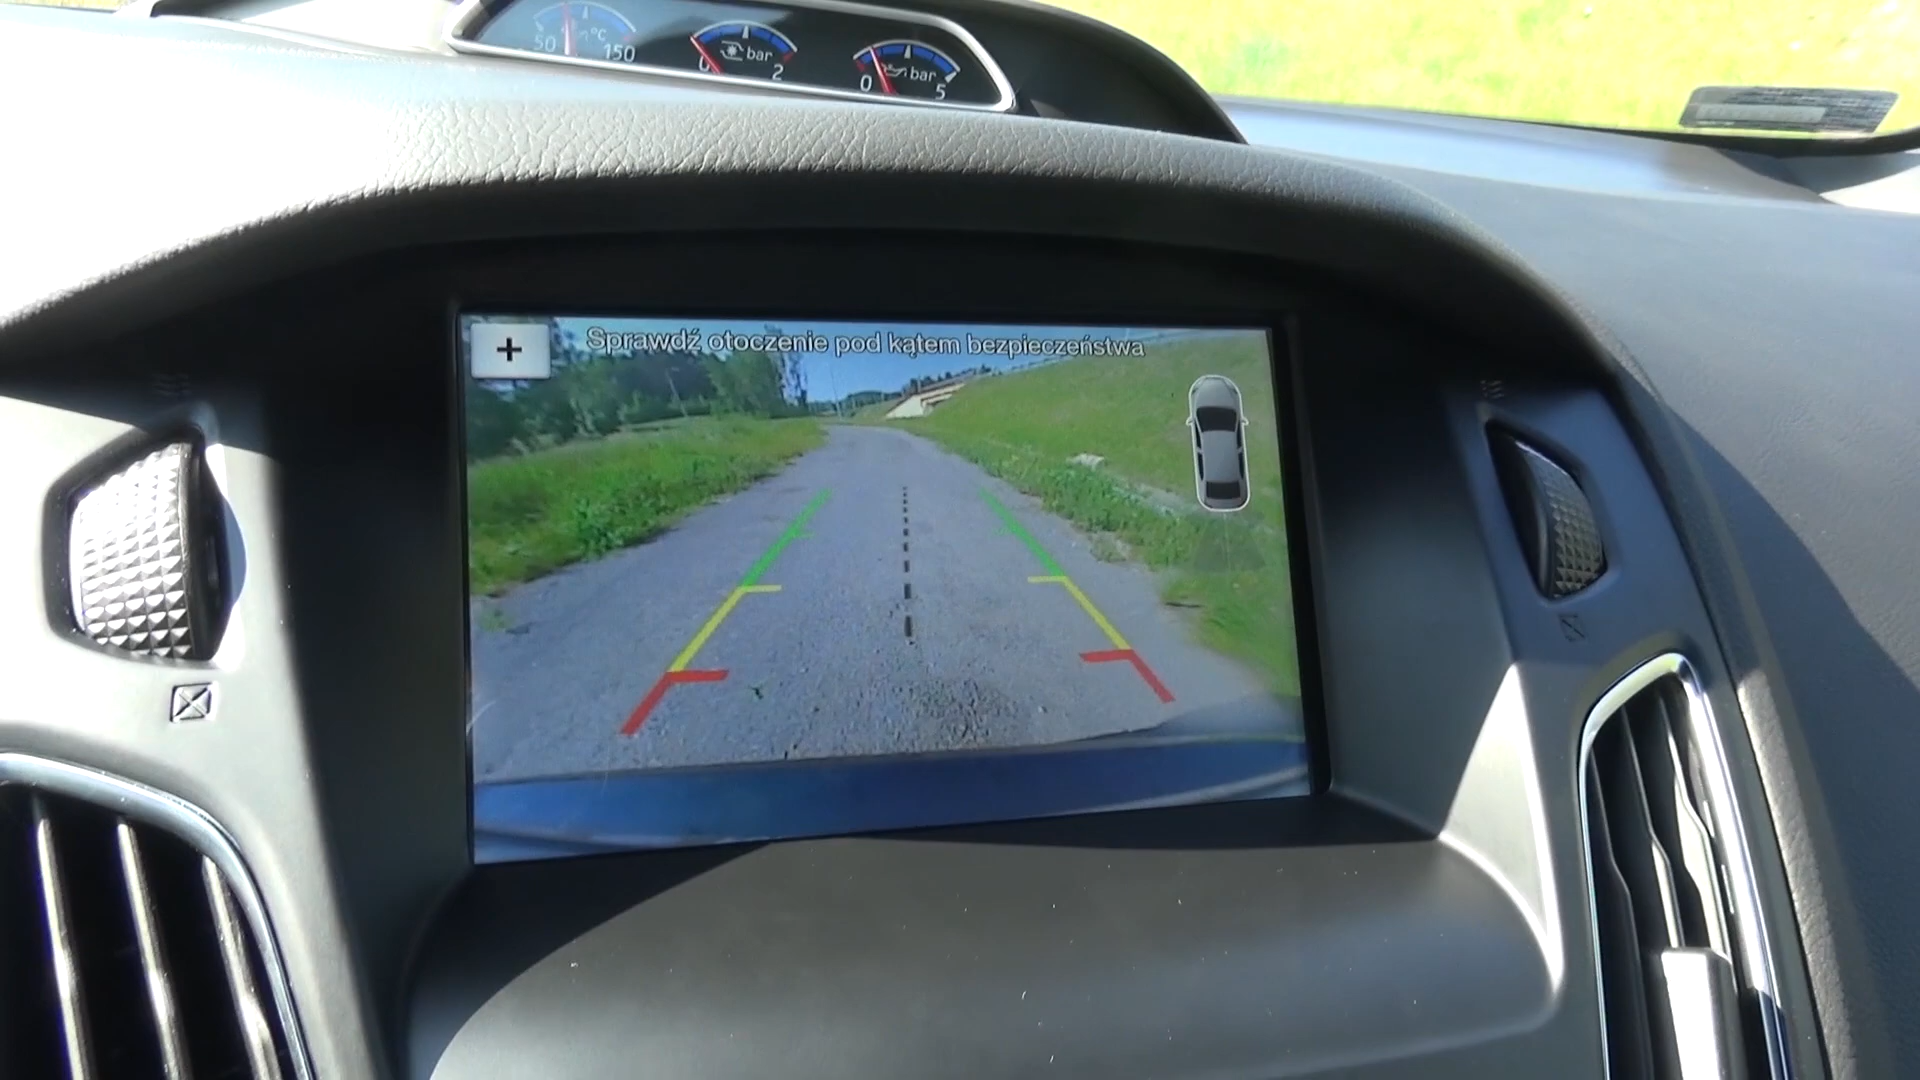 50 °C 150
0 bar 2
0 bar 5
+
Sprawdź otoczenie pod kątem bezpieczeństwa